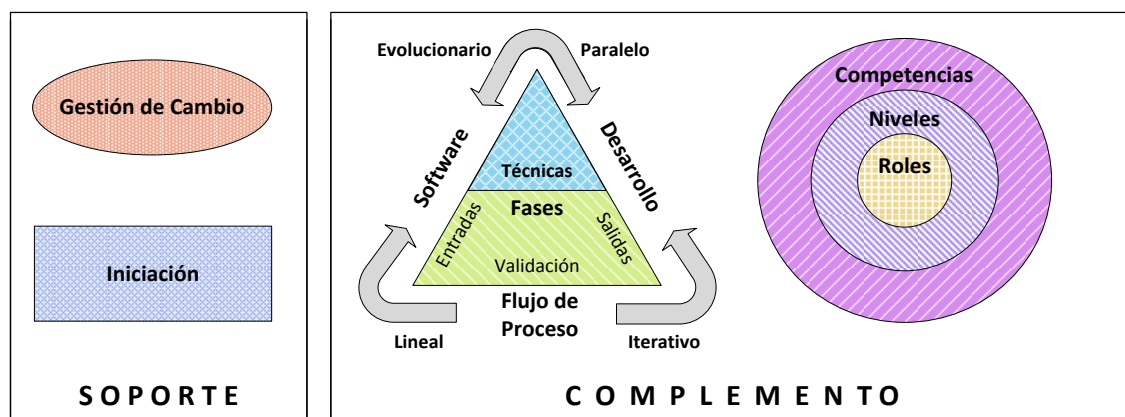 Gestión de Cambio
Iniciación
SOPORTE
Evolucionario
Paralelo
Software
Desarrollo
Técnicas
Fases
Entradas
Salidas
Validación
Flujo de
Proceso
Lineal
Iterativo
Competencias
Niveles
Roles
COMPLEMENTO